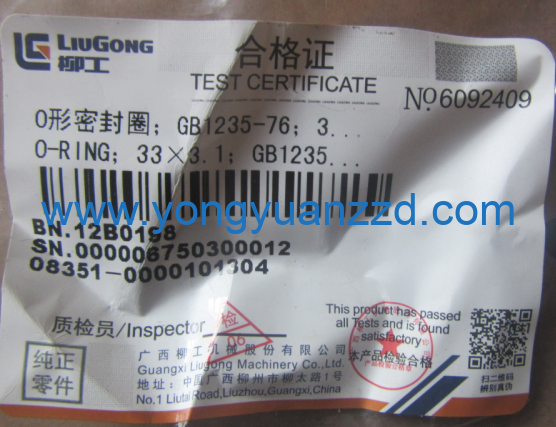 LIUGONG
柳工
合格证
TEST CERTIFICATE
No 6092409
O形密封圈; GB1235-76; 3...
O-RING; 33×3.1; GB1235...
www.yongyuanzzd.com
BN.12B0198
SN.000006750300012
08351-0000101304
质检员/Inspector
检
06
This product has passed
all Tests and is found
satisfactory
本产品检验合格
纯正
零件
广西柳工机械股份有限公司
Guangxi Liugong Machinery Co.,Ltd.
地址: 中国广西柳州市柳太路1号
No.1 Liutai Road, Liuzhou, Guangxi, China
扫二维码
辨别真伪